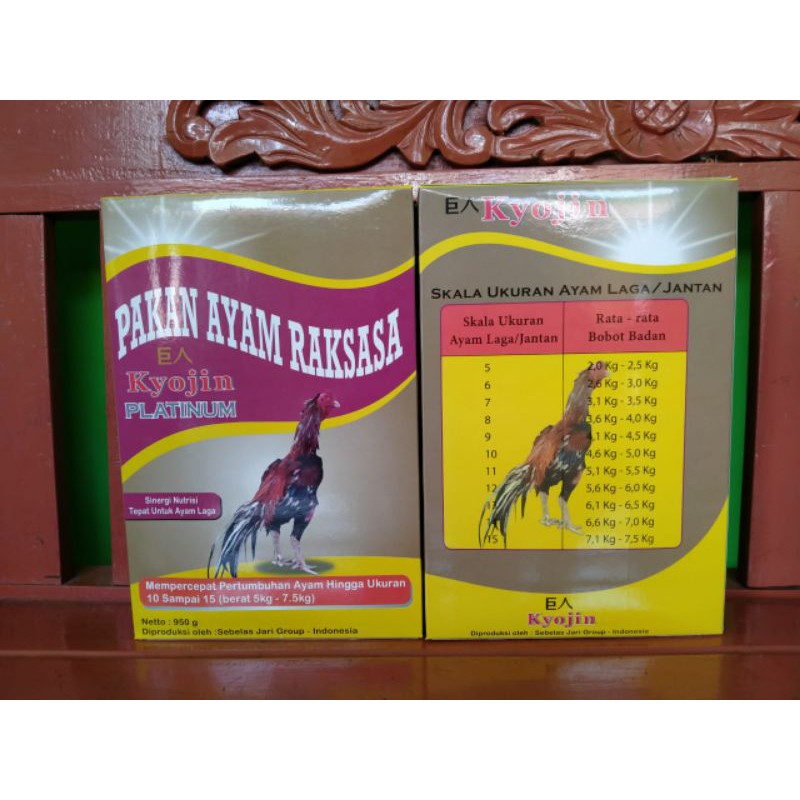 PAKAN AYAM RAKSASA
巨人
Kyojin
PLATINUM
Sinergi Nutrisi
Tepat Untuk Ayam Laga
Mempercepat Pertumbuhan Ayam Hingga Ukuran
10 Sampai 15 (berat 5kg - 7.5kg)
Netto : 950 g
Diproduksi oleh :Sebelas Jari Group - Indonesia
巨人 Kyojin
SKALA UKURAN AYAM LAGA/JANTAN
Skala Ukuran
Ayam Laga/Jantan
Rata - rata
Bobot Badan
5 2,0 Kg - 2,5 Kg
6 2,6 Kg - 3,0 Kg
7 3,1 Kg - 3,5 Kg
8 3,6 Kg - 4,0 Kg
9 4,1 Kg - 4,5 Kg
10 4,6 Kg - 5,0 Kg
11 5,1 Kg - 5,5 Kg
12 5,6 Kg - 6,0 Kg
6,1 Kg - 6,5 Kg
6,6 Kg - 7,0 Kg
15 7,1 Kg - 7,5 Kg
巨人
Kyojin
Diproduksi oleh : Sebelas Jari Group - Indonesia